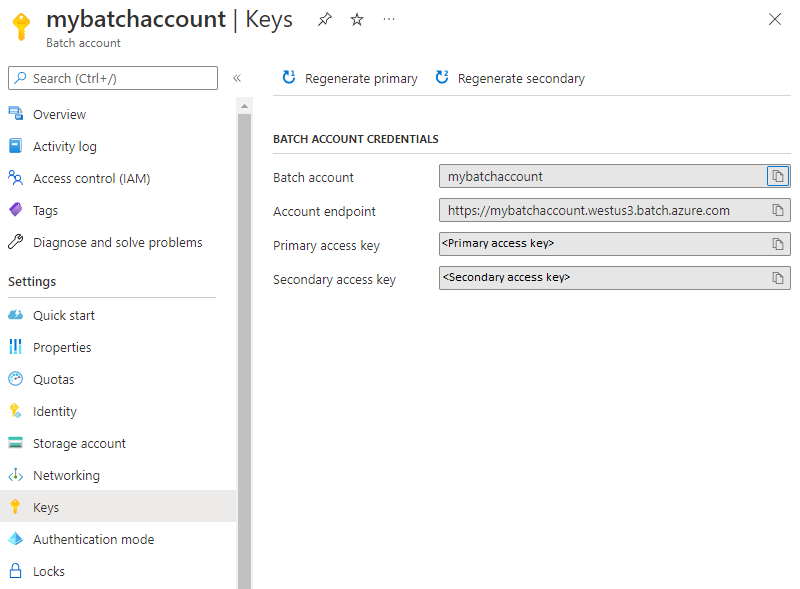 mybatchaccount | Keys
Batch account
Search (Ctrl+/)
Overview
Activity log
Access control (IAM)
Tags
Diagnose and solve problems
Settings
Quick start
Properties
Quotas
Identity
Storage account
Networking
Keys
Authentication mode
Locks
Regenerate primary
Regenerate secondary
BATCH ACCOUNT CREDENTIALS
Batch account
mybatchaccount
Account endpoint
https://mybatchaccount.westus3.batch.azure.com
Primary access key
<Primary access key>
Secondary access key
<Secondary access key>